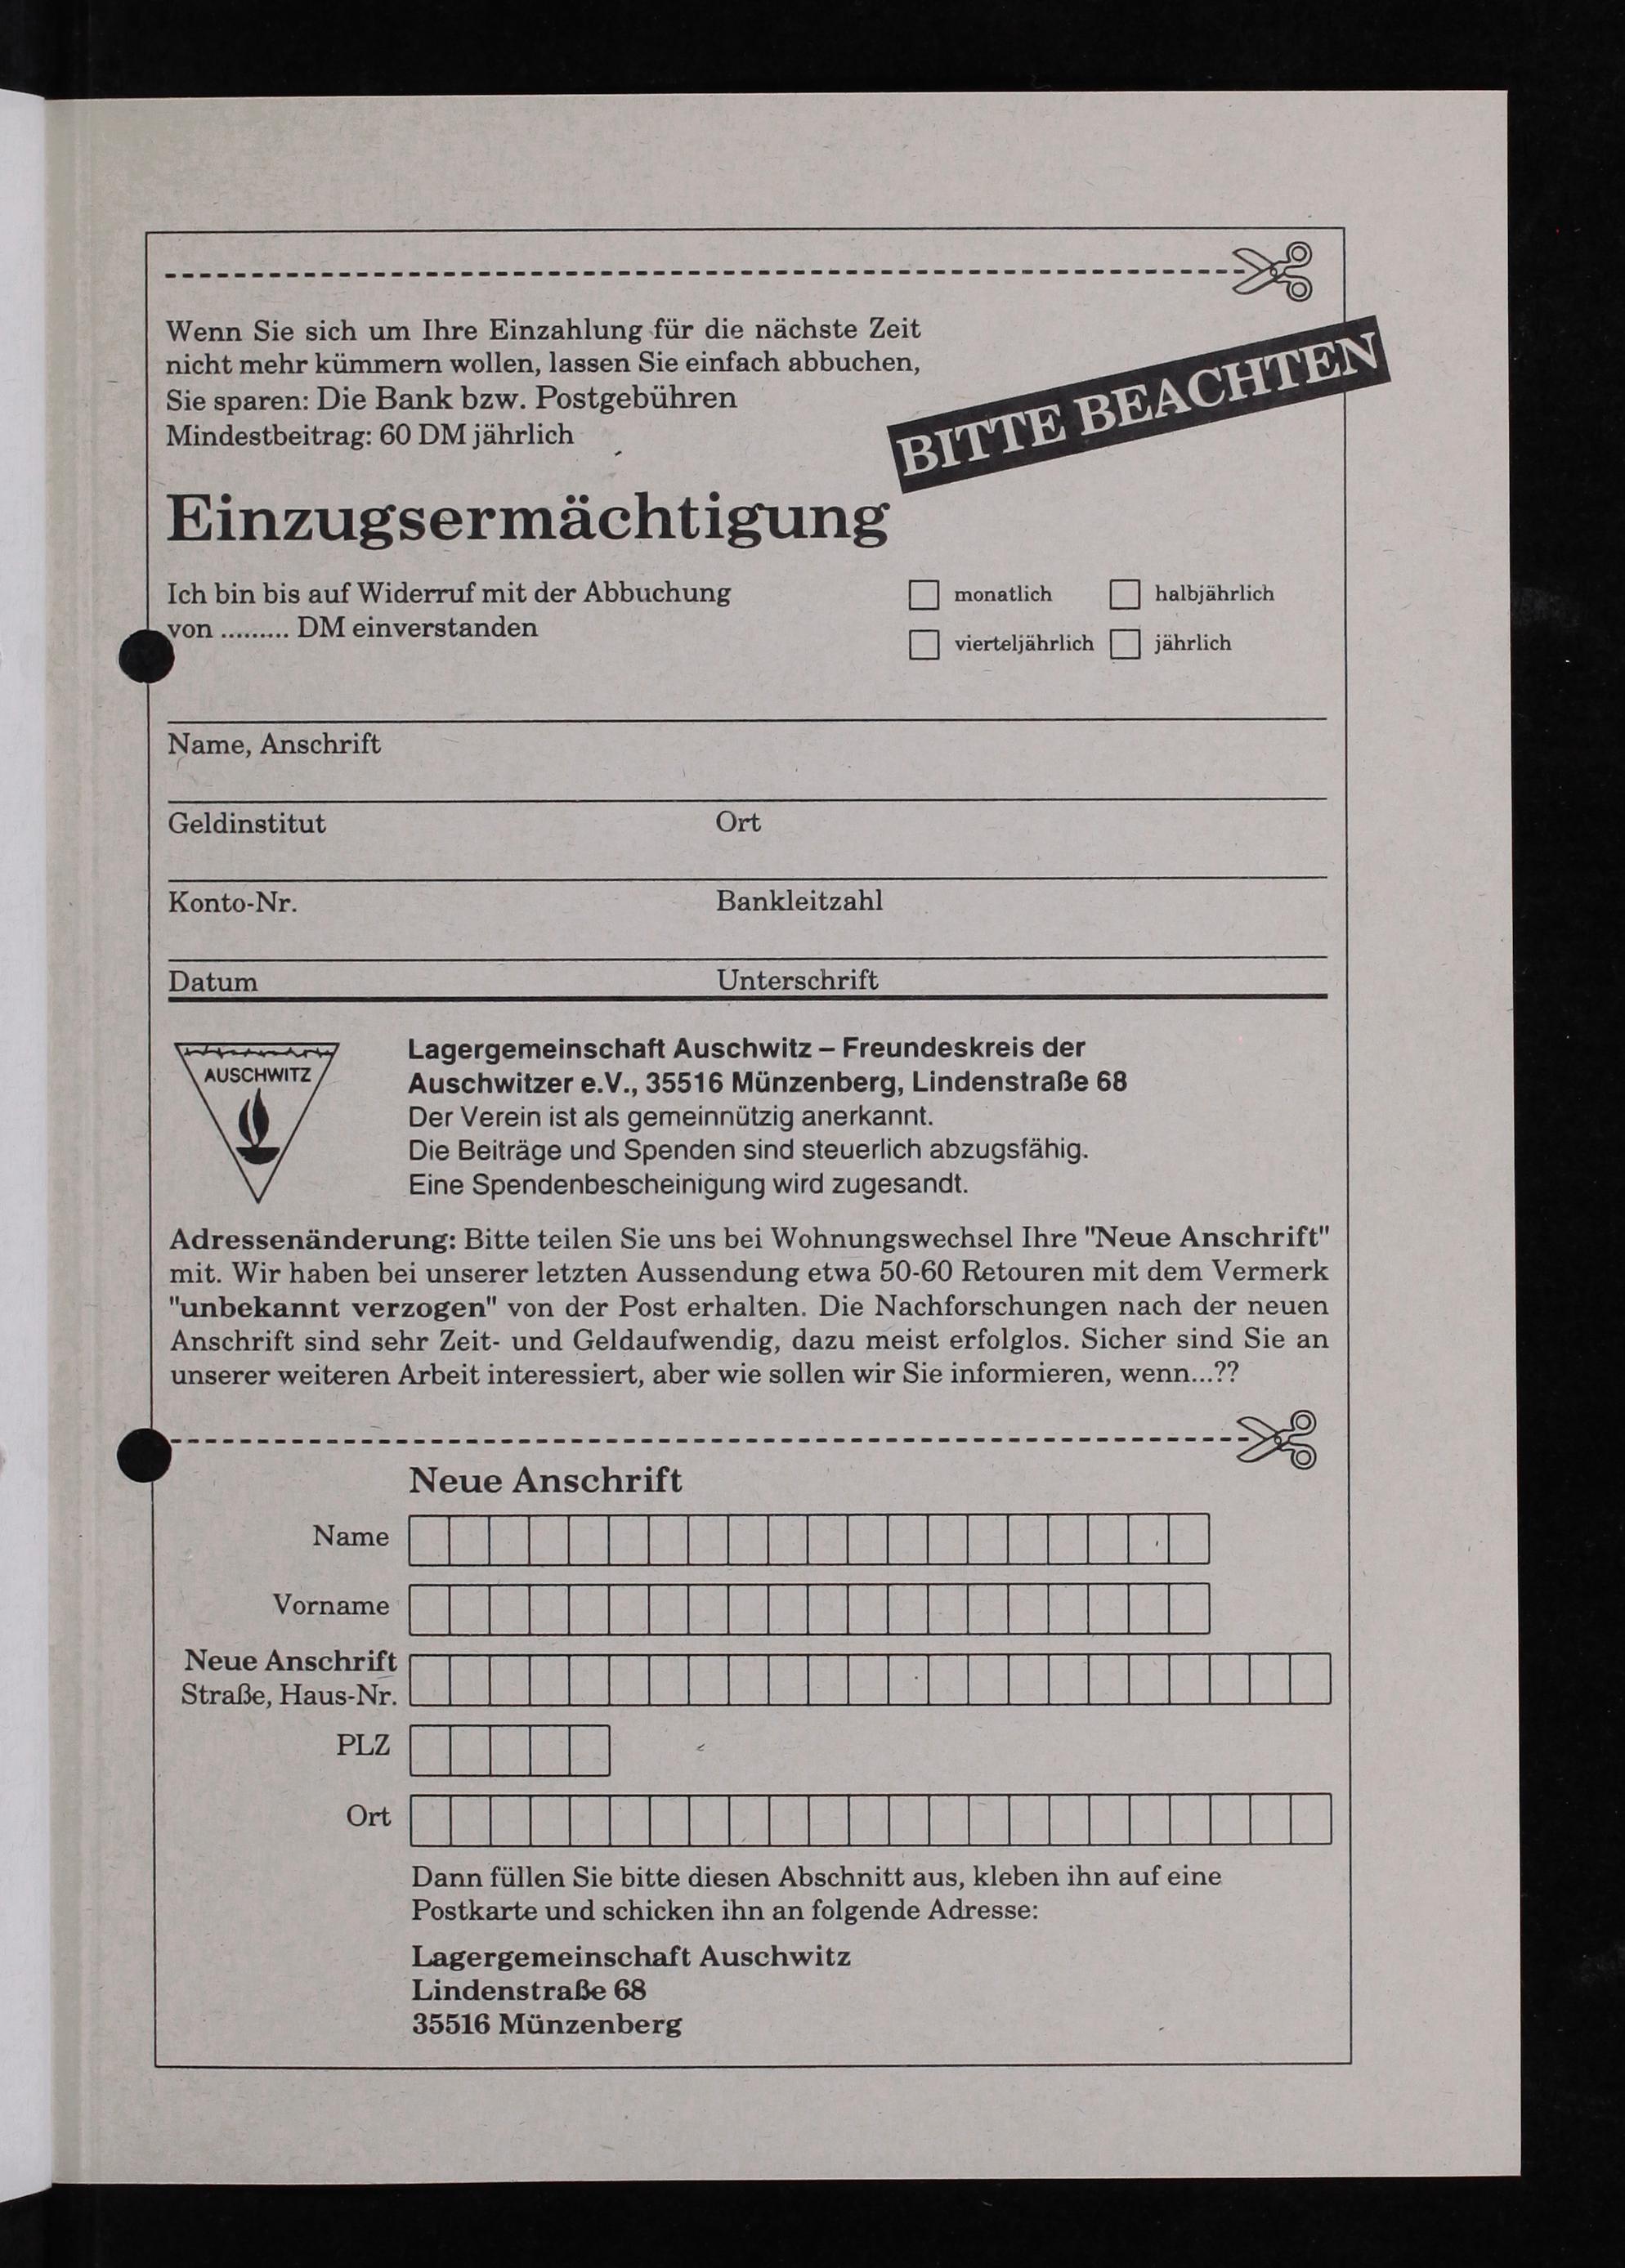 Wenn Sie sich um Ihre Einzahlung für die nächste Zeit
nicht mehr kümmern wollen, lassen Sie einfach abbuchen,
Sie sparen: Die Bank bzw. Postgebühren
Mindestbeitrag: 60 DM jährlich
BITTE BEACHTEN
Einzugsermächtigung
Ich bin bis auf Widerruf mit der Abbuchung
von ......... DM einverstanden
monatlich halbjährlich
vierteljährlich jährlich
Name, Anschrift
Geldinstitut Ort
Konto-Nr. Bankleitzahl
Datum Unterschrift
AUSCHWITZ
Lagergemeinschaft Auschwitz – Freundeskreis der
Auschwitzer e.V., 35516 Münzenberg, Lindenstraße 68
Der Verein ist als gemeinnützig anerkannt.
Die Beiträge und Spenden sind steuerlich abzugsfähig.
Eine Spendenbescheinigung wird zugesandt.
Adressenänderung: Bitte teilen Sie uns bei Wohnungswechsel Ihre "Neue Anschrift"
mit. Wir haben bei unserer letzten Aussendung etwa 50-60 Retouren mit dem Vermerk
"unbekannt verzogen" von der Post erhalten. Die Nachforschungen nach der neuen
Anschrift sind sehr Zeit- und Geldaufwendig, dazu meist erfolglos. Sicher sind Sie an
unserer weiteren Arbeit interessiert, aber wie sollen wir Sie informieren, wenn...??
Neue Anschrift
Name
Vorname
Neue Anschrift
Straße, Haus-Nr.
PLZ
Ort
Dann füllen Sie bitte diesen Abschnitt aus, kleben ihn auf eine
Postkarte und schicken ihn an folgende Adresse:
Lagergemeinschaft Auschwitz
Lindenstraße 68
35516 Münzenberg